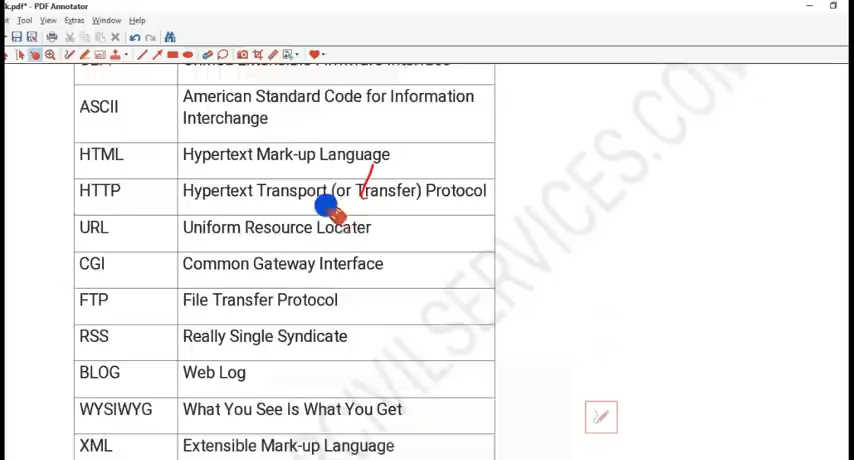 k.pdf* - PDF Annotator
Tool View Extras Window Help
ASCII American Standard Code for Information
Interchange
HTML Hypertext Mark-up Language
HTTP Hypertext Transport (or Transfer) Protocol
URL Uniform Resource Locater
CGI Common Gateway Interface
FTP File Transfer Protocol
RSS Really Single Syndicate
BLOG Web Log
WYSIWYG What You See Is What You Get
XML Extensible Mark-up Language
CIVILSERVICES.COM